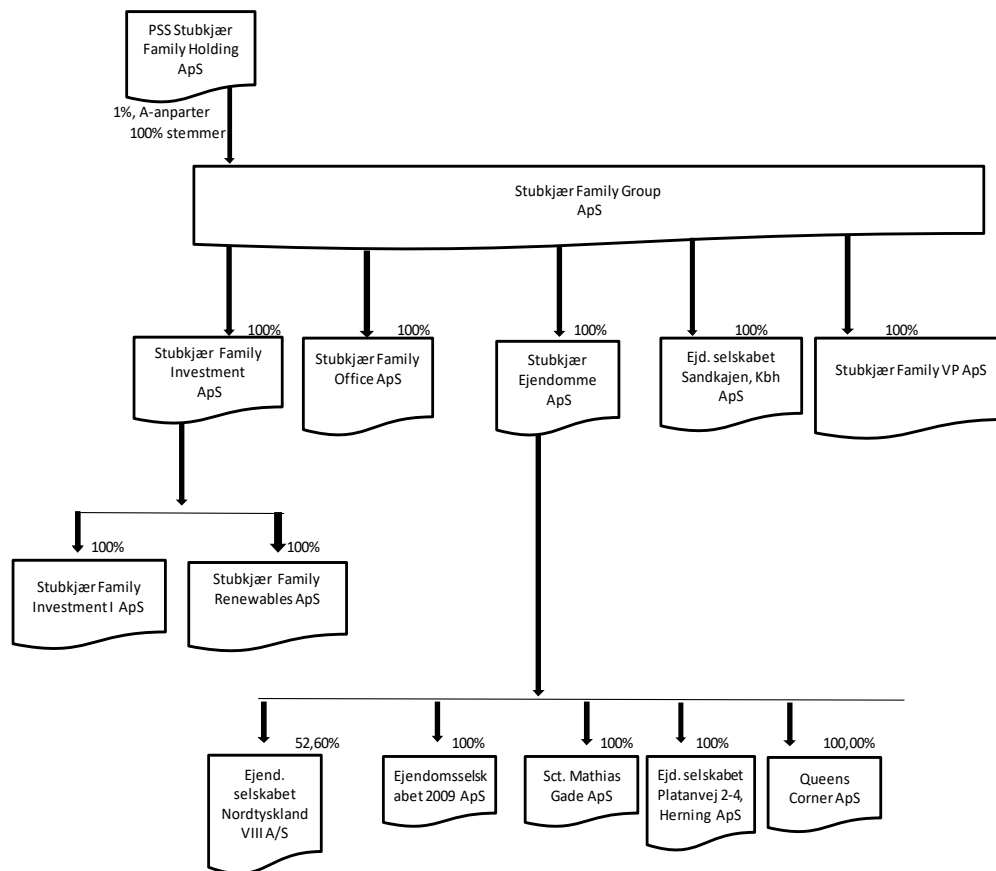 PSS Stubkjær
Family Holding
ApS
1%, A-anparter
100% stemmer
Stubkjær Family Group
ApS
100%
100%
100%
100%
100%
Stubkjær Family
Investment
ApS
Stubkjær Family
Office ApS
Stubkjær
Ejendomme
ApS
Ejd. selskabet
Sandkajen, Kbh
ApS
Stubkjær Family VP ApS
100%
100%
Stubkjær Family
Investment I ApS
Stubkjær Family
Renewables ApS
52,60%
100%
100%
100%
100,00%
Ejend.
selskabet
Nordtyskland
VIII A/S
Ejendomsselsk
abet 2009 ApS
Sct. Mathias
Gade ApS
Ejd. selskabet
Platanvej 2-4,
Herning ApS
Queens
Corner ApS